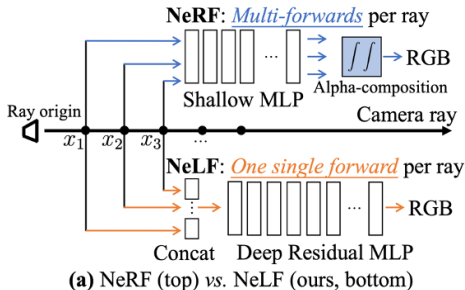 NeRF: Multi-forwards per ray
... RGB
Shallow MLP Alpha-composition
Ray origin Camera ray
x1 x2 x3 ...
NeLF: One single forward per ray
... ... RGB
Concat Deep Residual MLP
(a) NeRF (top) vs. NeLF (ours, bottom)